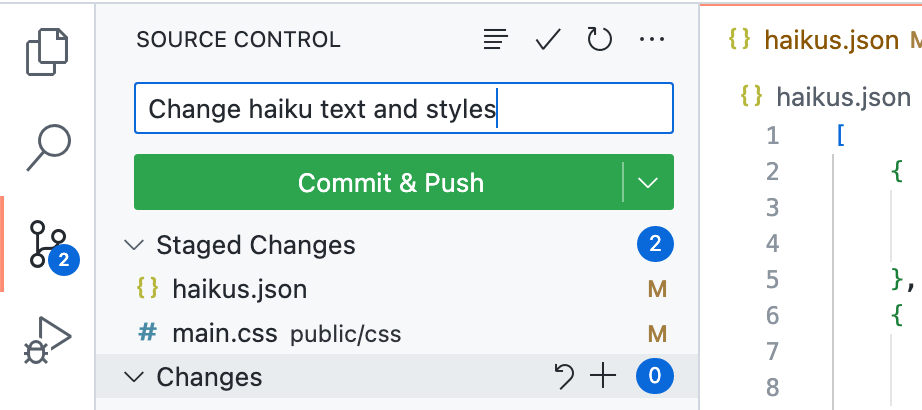 SOURCE CONTROL
Change haiku text and styles
Commit & Push
Staged Changes 2
{} haikus.json M
# main.css public/css M
Changes 0
2
{} haikus.json M
{} haikus.json
1 [
2 {
3
4
5 },
6 {
7
8